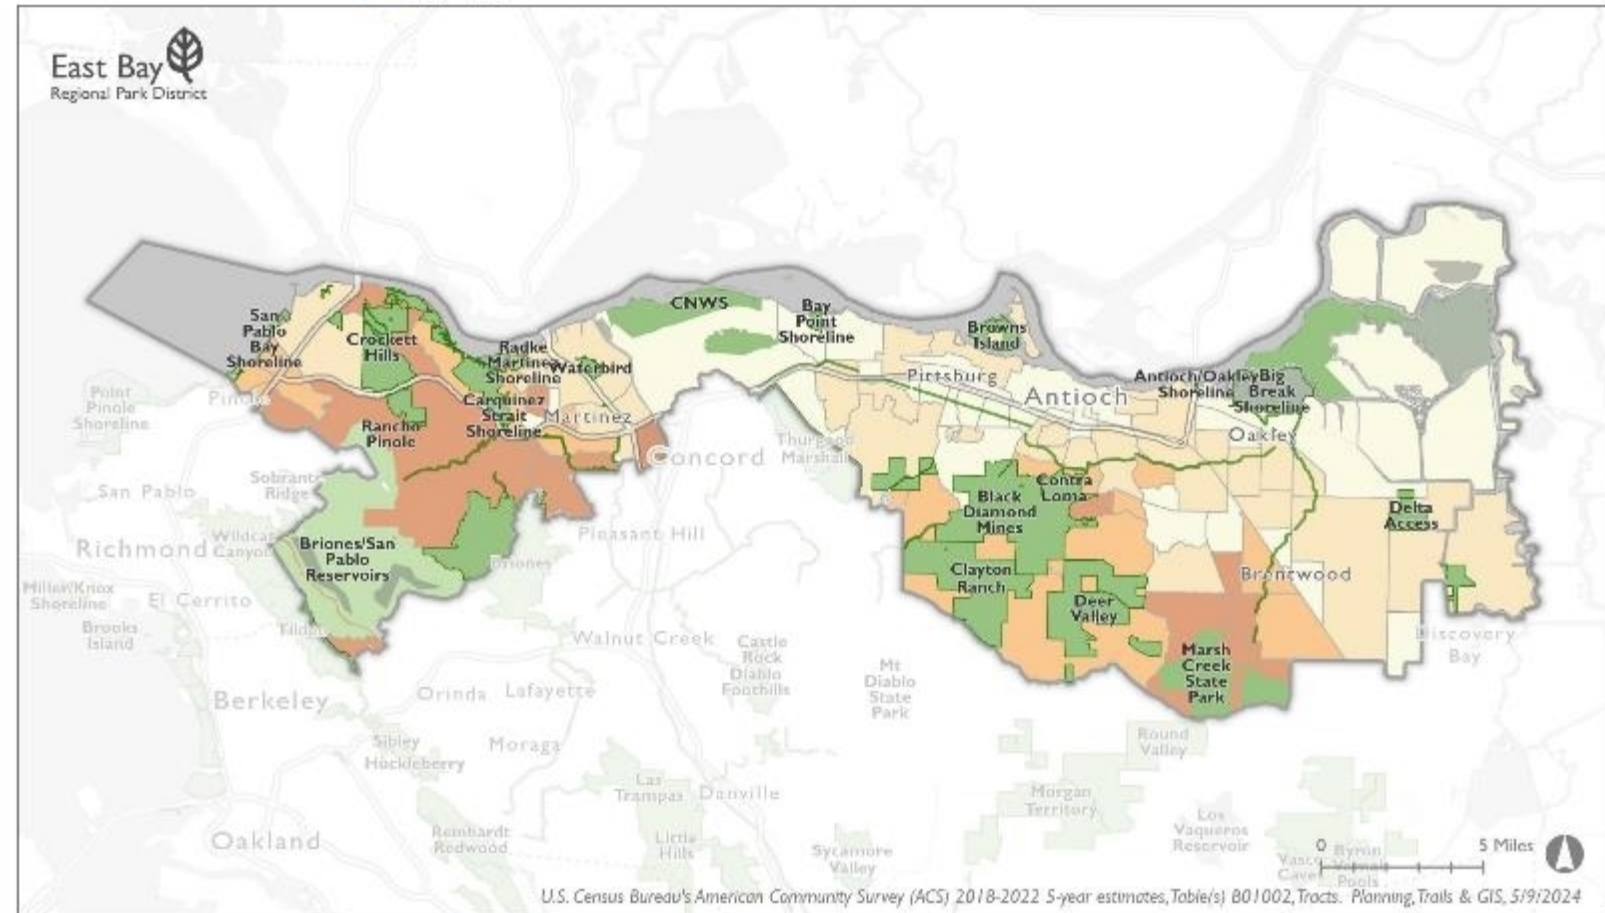 East Bay
Regional Park District
San
Pablo
Bay
Shoreline
Crockett
Hills
Radke
Martinez
Shoreline
Waterbird
CNWS
Bay
Point
Shoreline
Browns
Island
Pittsburg
Antioch
Antioch/Oakley
Shoreline
Big
Break
Shoreline
Oakley
Point
Pinole
Shoreline
Pinole
Rancho
Pinole
Carquinez
Strait
Shoreline
Martinez
Concord
Thurgood
Marshall
Contra
Loma
Black
Diamond
Mines
Delta
Access
Sobrante
Ridge
San Pablo
Richmond
Wildcat
Canyon
Briones/San
Pablo
Reservoirs
Pleasant Hill
Briones
Clayton
Ranch
Deer
Valley
Brentwood
Miller/Knox
Shoreline
El Cerrito
Brooks
Island
Tilden
Walnut Creek
Castle
Rock
Diablo
Foothills
Mt
Diablo
State
Park
Marsh
Creek
State
Park
Discovery
Bay
Berkeley
Orinda
Lafayette
Sibley
Huckleberry
Moraga
Round
Valley
Las
Trampas
Danville
Morgan
Territory
Los
Vaqueros
Reservoir
Oakland
Reinhardt
Redwood
Little
Hills
Sycamore
Valley
Vasco
Caves
Byron
Vernal
Pools
0
5 Miles
U.S. Census Bureau's American Community Survey (ACS) 2018-2022 5-year estimates, Table(s) B01002, Tracts. Planning, Trails & GIS, 5/9/2024